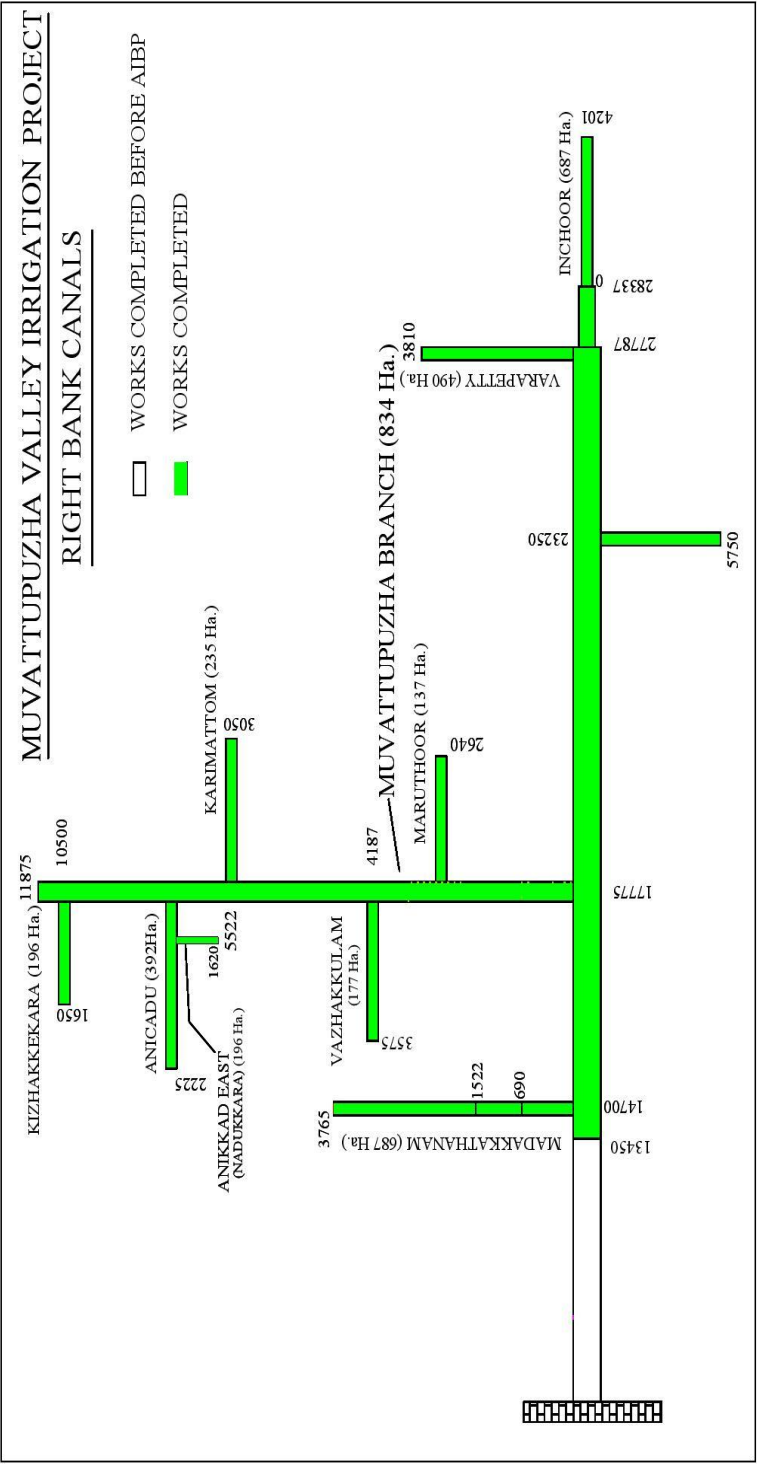 MUVATTUPUZHA VALLEY IRRIGATION PROJECT
RIGHT BANK CANALS
WORKS COMPLETED BEFORE AIBP
WORKS COMPLETED
KIZHAKKEKARA (196 Ha.)
11875
10500
1650
ANICADU (392Ha.)
2225
1620
5522
ANIKKAD EAST
(NADUKKARA) (196 Ha.)
KARIMATTOM (235 Ha.)
3050
VAZHAKKULAM
(177 Ha.)
3575
4187
MUVATTUPUZHA BRANCH (834 Ha.)
MARUTHOOR (137 Ha.)
2640
3765
1522
690
MADAKKATHANAM (687 Ha.)
3810
VARAPETTY (490 Ha.)
INCHOOR (687 Ha.)
4201
0
13450
14700
17775
23250
5750
27787
28337